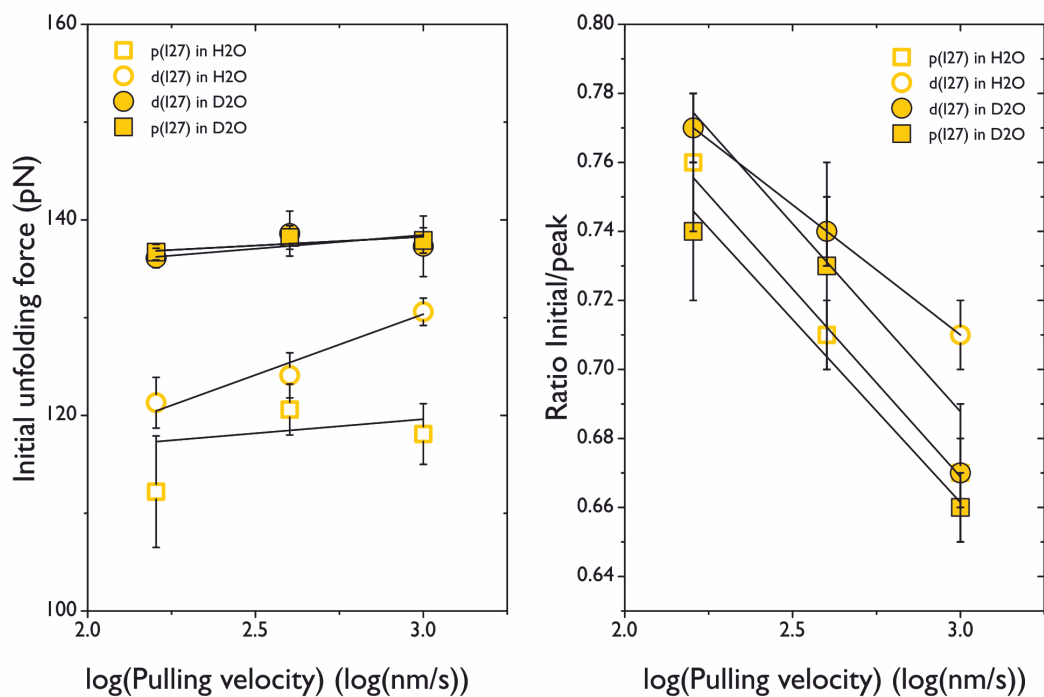 Initial unfolding force (pN)
160
140
120
100
p(I27) in H2O
d(I27) in H2O
d(I27) in D2O
p(I27) in D2O
2.0
2.5
3.0
log(Pulling velocity) (log(nm/s))
Ratio Initial/peak
0.80
0.78
0.76
0.74
0.72
0.70
0.68
0.66
0.64
p(I27) in H2O
d(I27) in H2O
d(I27) in D2O
p(I27) in D2O
2.0
2.5
3.0
log(Pulling velocity) (log(nm/s))